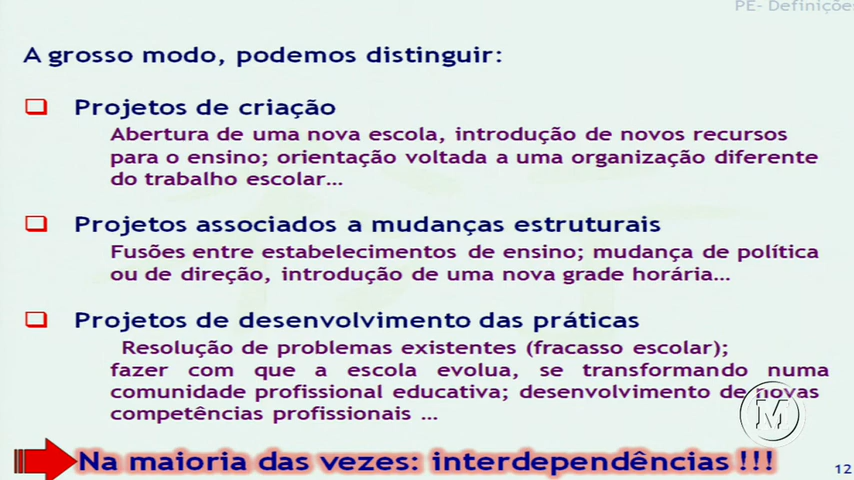 PE- Definiçõe
A grosso modo, podemos distinguir:
Projetos de criação
Abertura de uma nova escola, introdução de novos recursos
para o ensino; orientação voltada a uma organização diferente
do trabalho escolar...
Projetos associados a mudanças estruturais
Fusões entre estabelecimentos de ensino; mudança de política
ou de direção, introdução de uma nova grade horária...
Projetos de desenvolvimento das práticas
Resolução de problemas existentes (fracasso escolar);
fazer com que a escola evolua, se transformando numa
comunidade profissional educativa; desenvolvimento de novas
competências profissionais ...
M
Na maioria das vezes: interdependências !!!
12